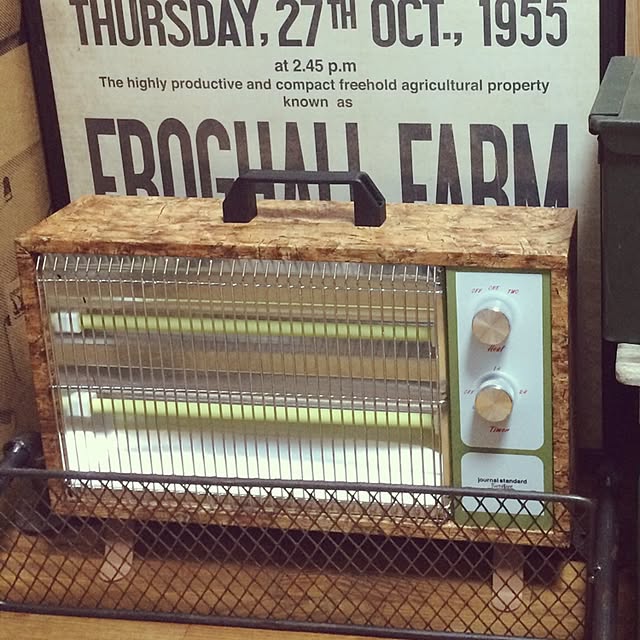 THURSDAY, 27TH OCT., 1955
at 2.45 p.m
The highly productive and compact freehold agricultural property
known as
FROGHALL FARM
OFF ONE TWO
Heat
OFF
Timer
journal standard
Furniture